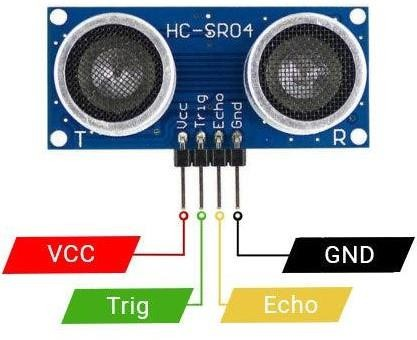 HC-SR04
Vcc
Trig
Echo
Gnd
T
R
VCC
GND
Trig
Echo